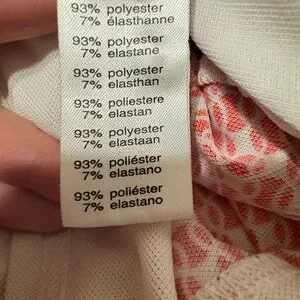 93% polyester
7% élasthanne
93% polyester
7% elastane
93% polyester
7% elasthan
93% poliestere
7% elastan
93% polyester
7% elastaan
93% poliéster
7% elastano
93% poliéster
7% elastano